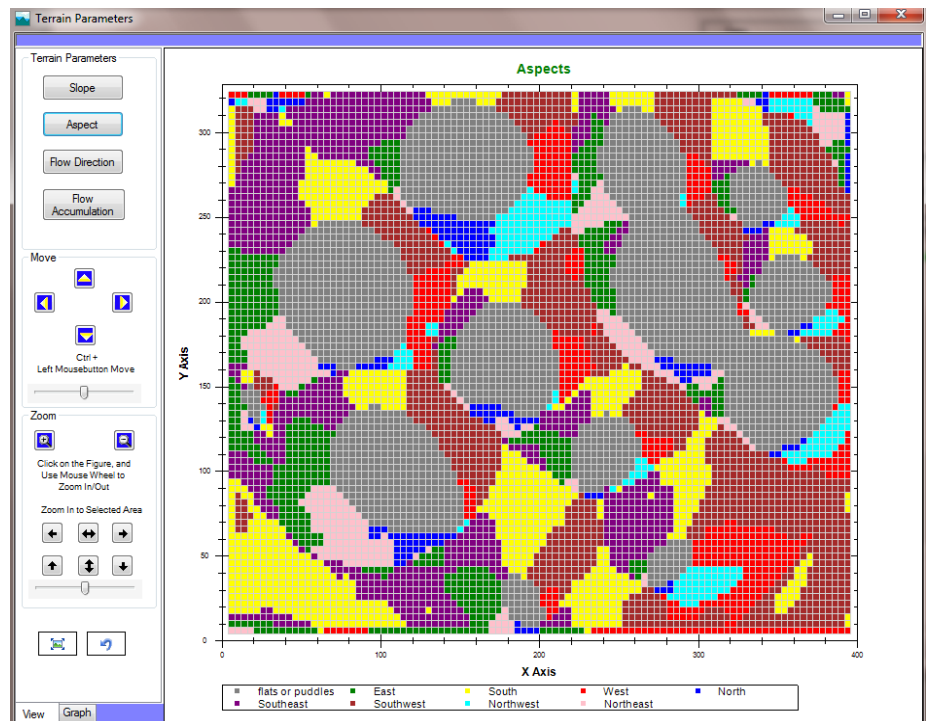 Terrain Parameters
Terrain Parameters
Slope
Aspect
Flow Direction
Flow
Accumulation
Move
Ctrl +
Left Mousebutton Move
Zoom
Click on the Figure, and
Use Mouse Wheel to
Zoom In/Out
Zoom In to Selected Area
View Graph
Aspects
Y Axis
300
250
200
150
100
50
0
0 100 200 300 400
X Axis
flats or puddles East South West North
Southeast Southwest Northwest Northeast